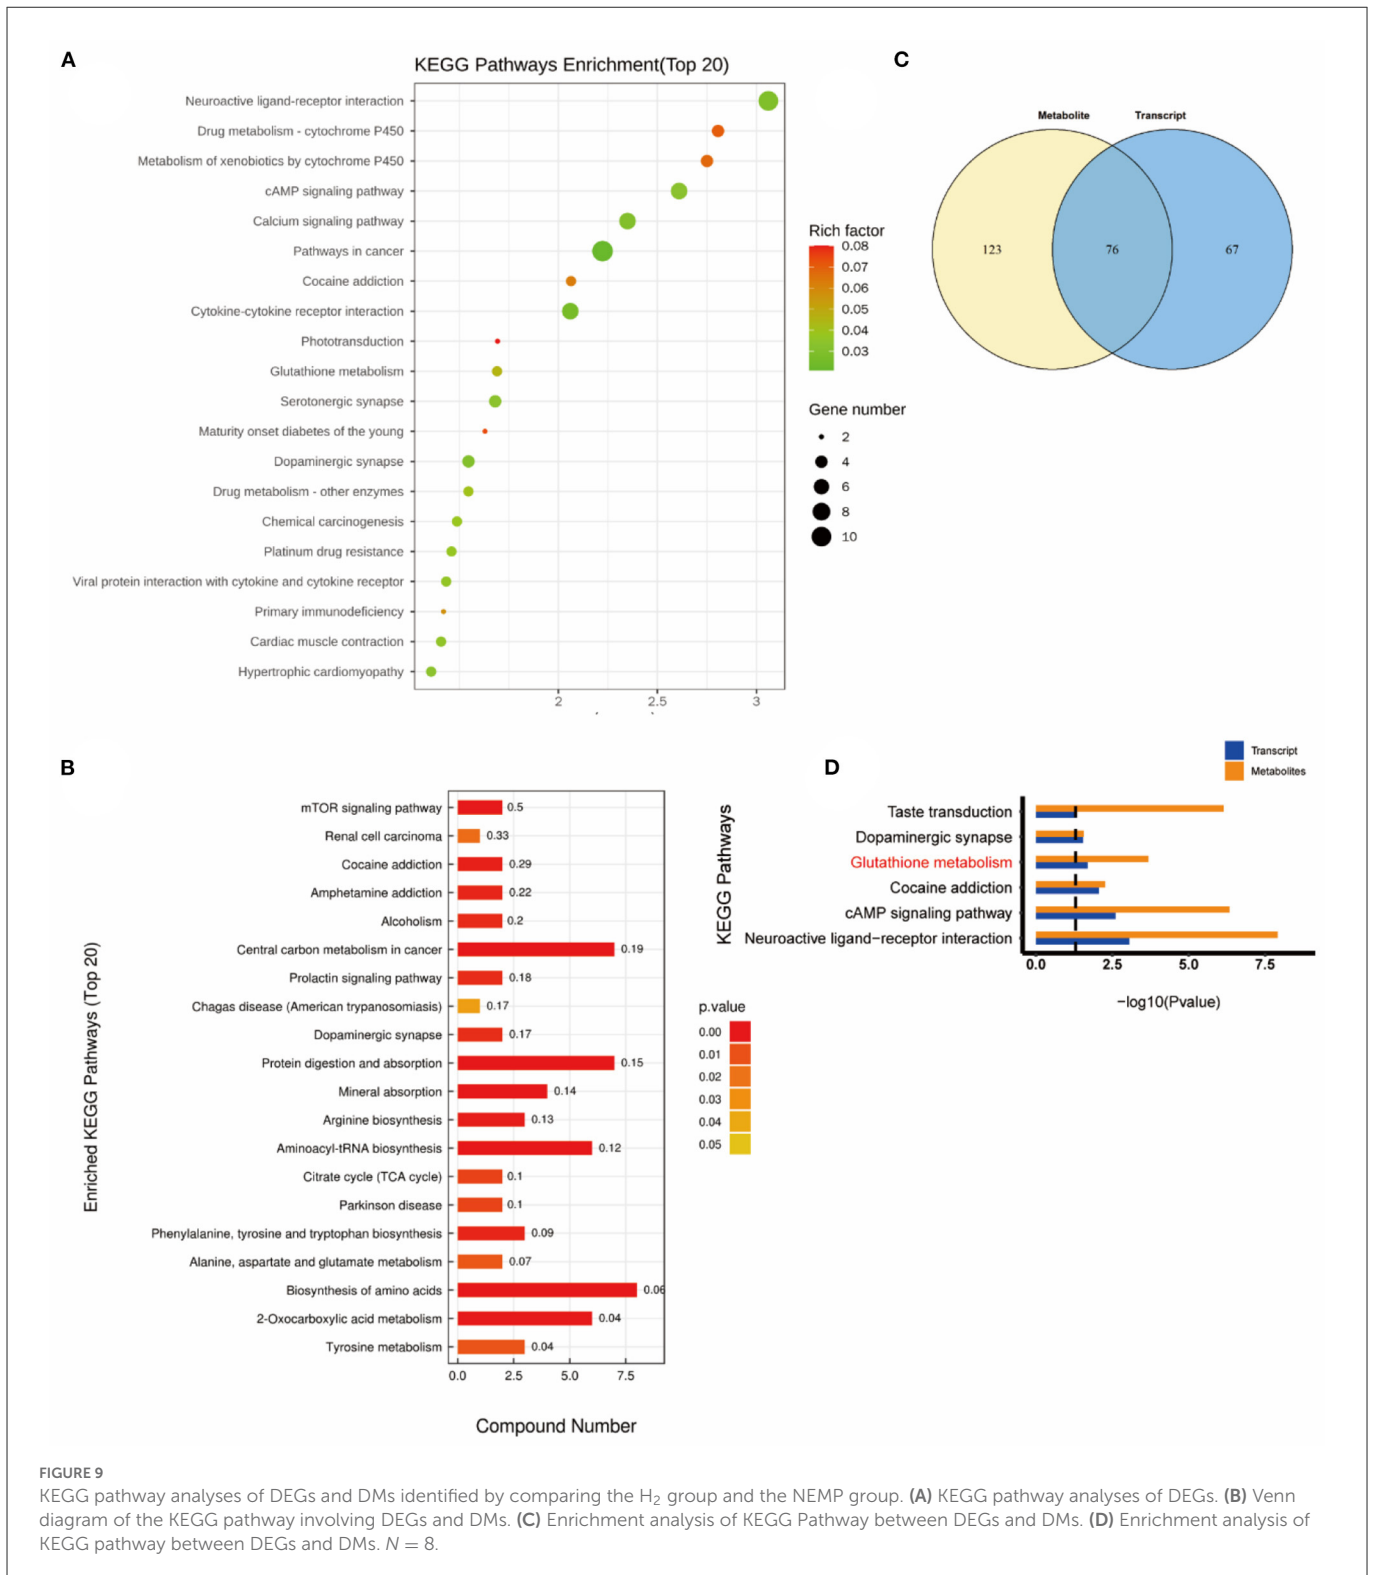 A
KEGG Pathways Enrichment(Top 20)
Neuroactive ligand-receptor interaction
Drug metabolism - cytochrome P450
Metabolism of xenobiotics by cytochrome P450
cAMP signaling pathway
Calcium signaling pathway
Pathways in cancer
Cocaine addiction
Cytokine-cytokine receptor interaction
Phototransduction
Glutathione metabolism
Serotonergic synapse
Maturity onset diabetes of the young
Dopaminergic synapse
Drug metabolism - other enzymes
Chemical carcinogenesis
Platinum drug resistance
Viral protein interaction with cytokine and cytokine receptor
Primary immunodeficiency
Cardiac muscle contraction
Hypertrophic cardiomyopathy
2 2.5 3
Rich factor
0.08
0.07
0.06
0.05
0.04
0.03
Gene number
2
4
6
8
10
C
Metabolite Transcript
123 76 67
B
Enriched KEGG Pathways (Top 20)
mTOR signaling pathway 0.5
Renal cell carcinoma 0.33
Cocaine addiction 0.29
Amphetamine addiction 0.22
Alcoholism 0.2
Central carbon metabolism in cancer 0.19
Prolactin signaling pathway 0.18
Chagas disease (American trypanosomiasis) 0.17
Dopaminergic synapse 0.17
Protein digestion and absorption 0.15
Mineral absorption 0.14
Arginine biosynthesis 0.13
Aminoacyl-tRNA biosynthesis 0.12
Citrate cycle (TCA cycle) 0.1
Parkinson disease 0.1
Phenylalanine, tyrosine and tryptophan biosynthesis 0.09
Alanine, aspartate and glutamate metabolism 0.07
Biosynthesis of amino acids 0.06
2-Oxocarboxylic acid metabolism 0.04
Tyrosine metabolism 0.04
0.0 2.5 5.0 7.5
Compound Number
p.value
0.00
0.01
0.02
0.03
0.04
0.05
D
Transcript
Metabolites
KEGG Pathways
Taste transduction
Dopaminergic synapse
Glutathione metabolism
Cocaine addiction
cAMP signaling pathway
Neuroactive ligand−receptor interaction
0.0 2.5 5.0 7.5
−log10(Pvalue)
FIGURE 9
KEGG pathway analyses of DEGs and DMs identified by comparing the H₂ group and the NEMP group. (A) KEGG pathway analyses of DEGs. (B) Venn
diagram of the KEGG pathway involving DEGs and DMs. (C) Enrichment analysis of KEGG Pathway between DEGs and DMs. (D) Enrichment analysis of
KEGG pathway between DEGs and DMs. N = 8.